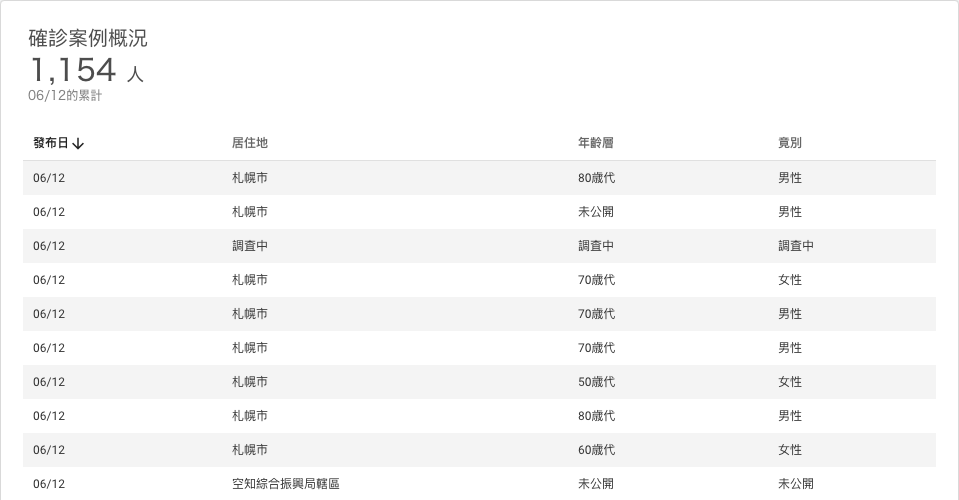 確診案例概況
1,154 人
06/12的累計
發布日↓ 居住地 年齡層 竟別
06/12 札幌市 80歲代 男性
06/12 札幌市 未公開 男性
06/12 調查中 調查中 調查中
06/12 札幌市 70歲代 女性
06/12 札幌市 70歲代 男性
06/12 札幌市 70歲代 男性
06/12 札幌市 50歲代 女性
06/12 札幌市 80歲代 男性
06/12 札幌市 60歲代 女性
06/12 空知綜合振興局轄區 未公開 未公開